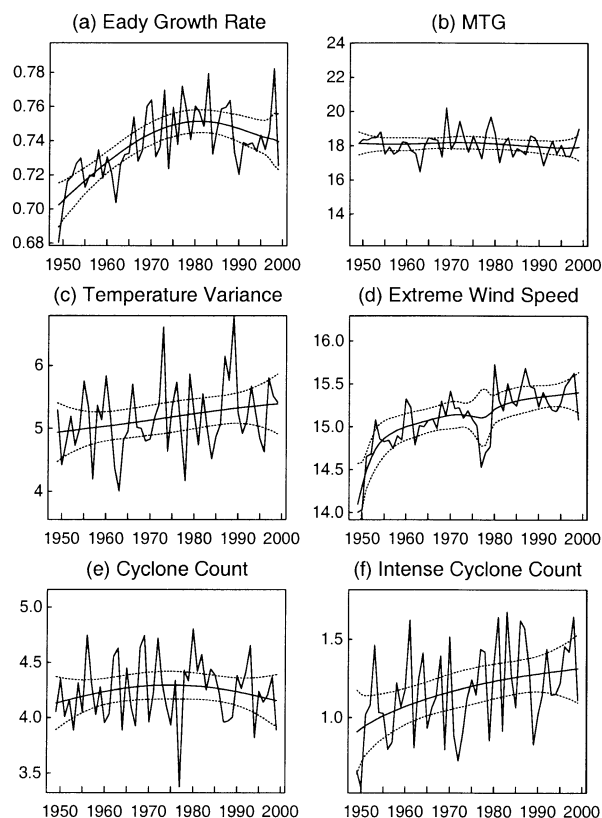 (a) Eady Growth Rate
(b) MTG
0.78
0.76
0.74
0.72
0.70
0.68
24
22
20
18
16
14
1950 1960 1970 1980 1990 2000
1950 1960 1970 1980 1990 2000
(c) Temperature Variance
(d) Extreme Wind Speed
6
5
4
16.0
15.5
15.0
14.5
14.0
1950 1960 1970 1980 1990 2000
1950 1960 1970 1980 1990 2000
(e) Cyclone Count
(f) Intense Cyclone Count
5.0
4.5
4.0
3.5
1.5
1.0
1950 1960 1970 1980 1990 2000
1950 1960 1970 1980 1990 2000